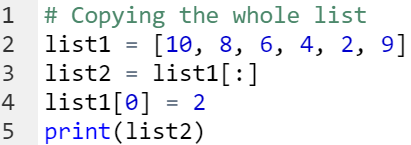 1 # Copying the whole list
2 list1 = [10, 8, 6, 4, 2, 9]
3 list2 = list1[:]
4 list1[0] = 2
5 print(list2)